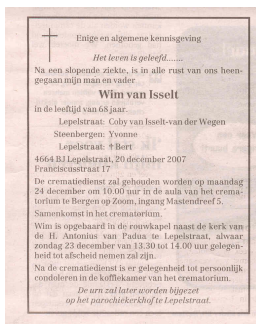 Enige en algemene kennisgeving
Het leven is geleefd.......
Na een slopende ziekte, is in alle rust van ons heen-
gegaan mijn man en vader
Wim van Isselt
in de leeftijd van 68 jaar.
Lepelstraat: Coby van Isselt-van der Wegen
Steenbergen: Yvonne
Lepelstraat: ✝Bert
4664 BJ Lepelstraat, 20 december 2007
Franciscusstraat 17
De crematiedienst zal gehouden worden op maandag
24 december om 10.00 uur in de aula van het crema-
torium te Bergen op Zoom, ingang Mastendreef 5.
Samenkomst in het crematorium.
Wim is opgebaard in de rouwkapel naast de kerk van
de H. Antonius van Padua te Lepelstraat, alwaar
zondag 23 december van 13.30 tot 14.00 uur gelegen-
heid tot afscheid nemen zal zijn.
Na de crematiedienst is er gelegenheid tot persoonlijk
condoleren in de koffiekamer van het crematorium.
De urn zal later worden bijgezet
op het parochiekerkhof te Lepelstraat.